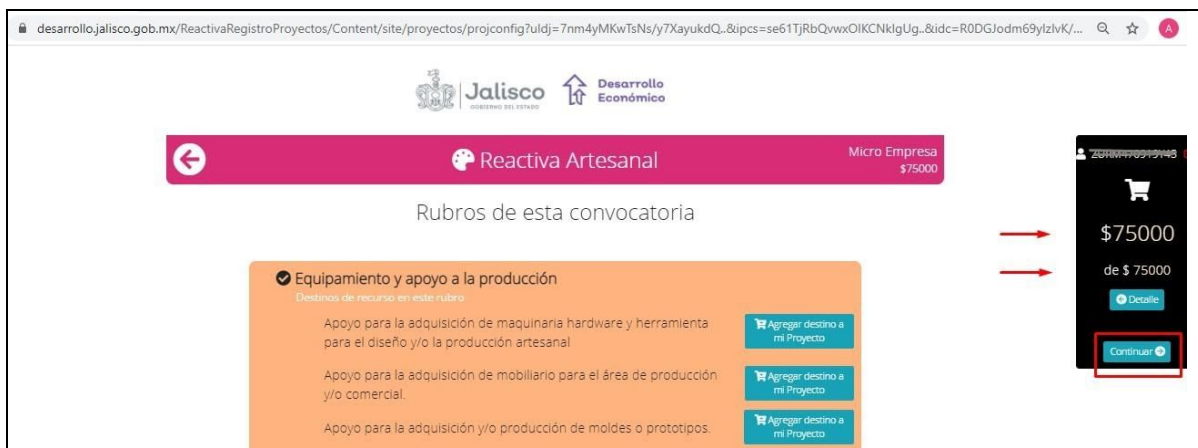 desarrollo.jalisco.gob.mx/ReactivaRegistroProyectos/Content/site/proyectos/projconfig?uldj=7nm4yMKwTsNs/y7XayukdQ..&ipcs=se61TjRbQvwxOlKCNkIgUg..&idc=R0DGJodm69ylzlvK/...
A
Jalisco
GOBIERNO DEL ESTADO
Desarrollo
Económico
Reactiva Artesanal
Micro Empresa
$75000
Rubros de esta convocatoria
$75000
de $ 75000
Detalle
Continuar
Equipamiento y apoyo a la producción
Destinos de recurso en este rubro
Apoyo para la adquisición de maquinaria hardware y herramienta
para el diseño y/o la producción artesanal
Agregar destino a
mi Proyecto
Apoyo para la adquisición de mobiliario para el área de producción
y/o comercial.
Agregar destino a
mi Proyecto
Apoyo para la adquisición y/o producción de moldes o prototipos.
Agregar destino a
mi Proyecto